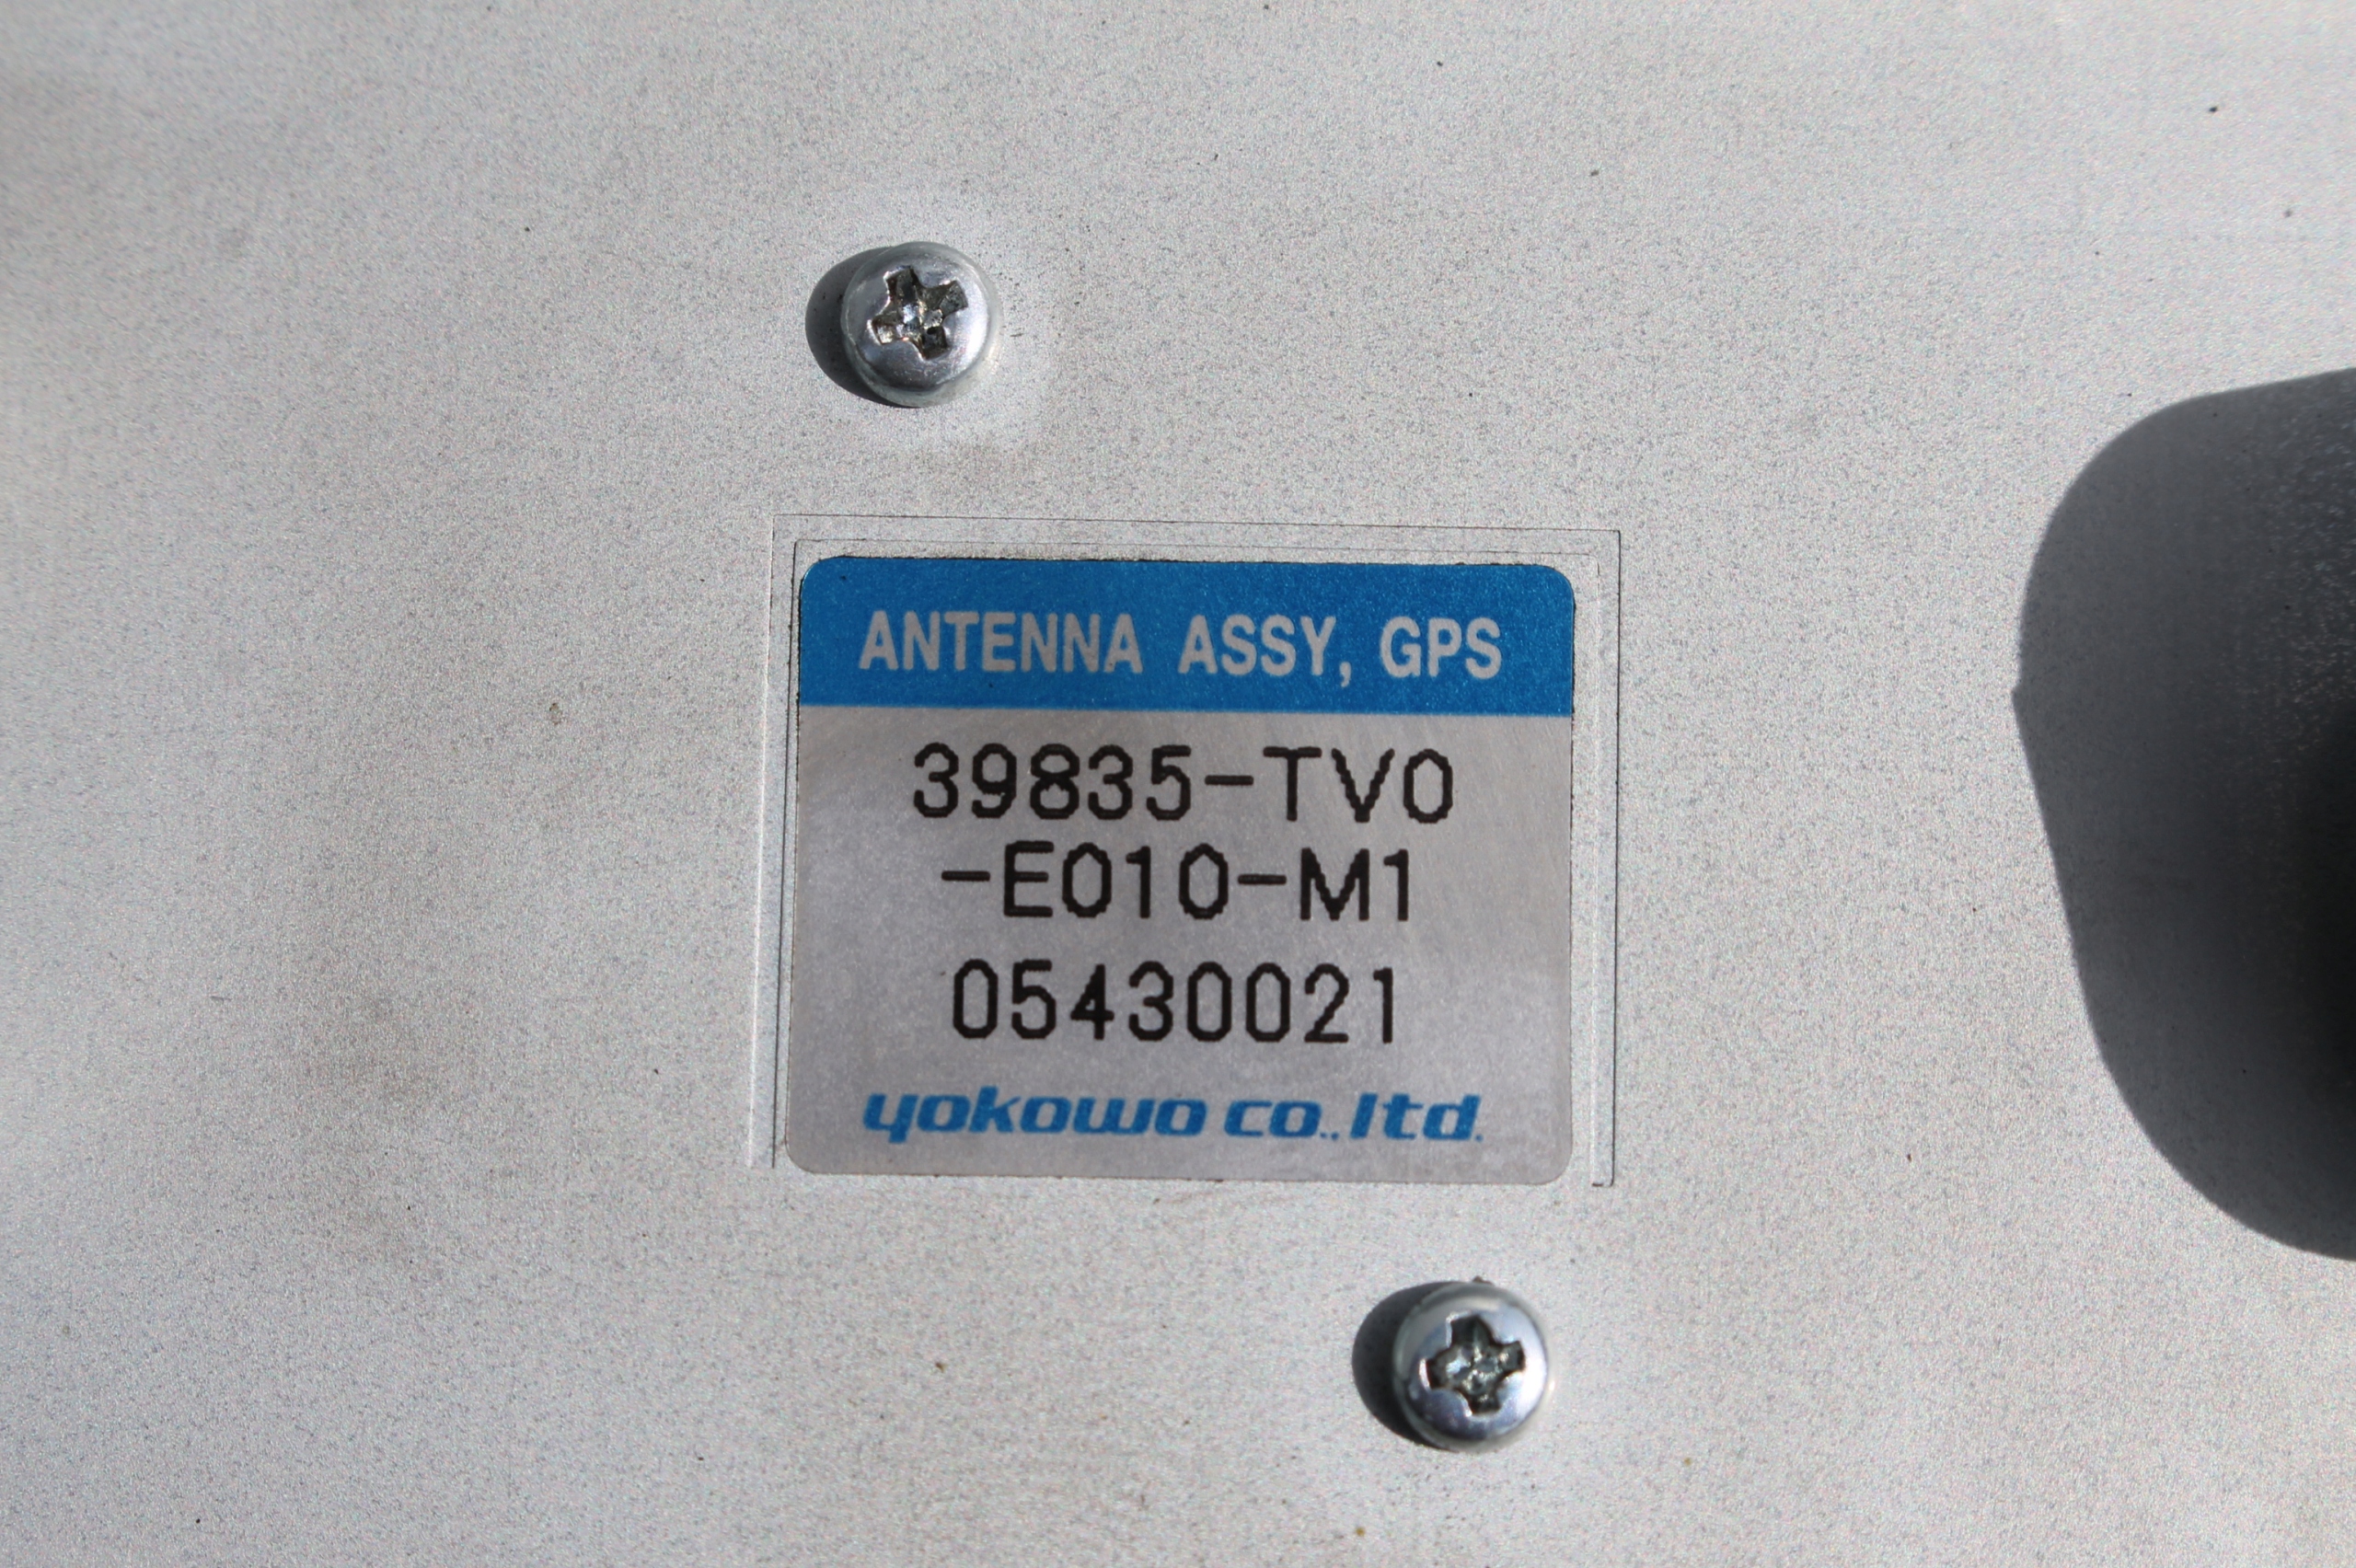 ANTENNA ASSY, GPS
39835-TV0
-E010-M1
05430021
yokowo co.,ltd.